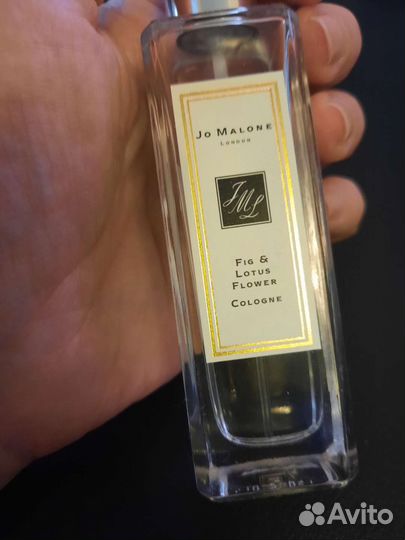 Jo Malone
London
JML
Fig &
Lotus
Flower
Cologne
Avito